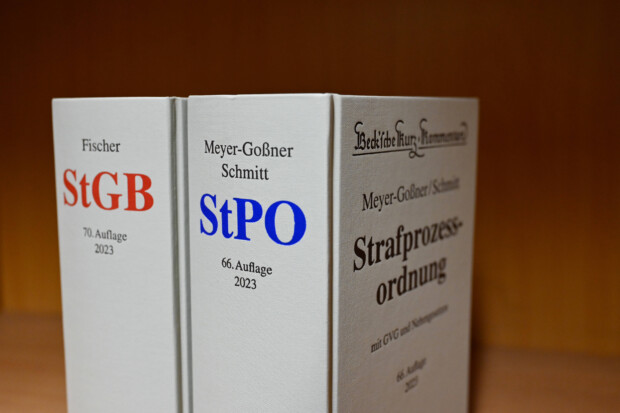 Fischer
StGB
70. Auflage
2023
Meyer-Goßner
Schmitt
StPO
66. Auflage
2023
Beck'sche Kurz-Kommentare
Meyer-Goßner/Schmitt
Strafprozess-
ordnung
mit GVG und Nebengesetzen
66. Auflage
2023